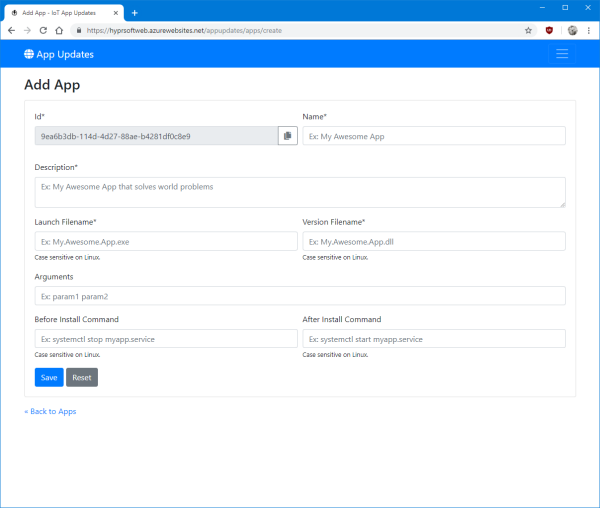 Add App - IoT App Updates
https://hyprsoftweb.azurewebsites.net/appupdates/apps/create
App Updates
Add App
Id* Name*
9ea6b3db-114d-4d27-88ae-b4281df0c8e9 Ex: My Awesome App
Description*
Ex: My Awesome App that solves world problems
Launch Filename* Version Filename*
Ex: My.Awesome.App.exe Ex: My.Awesome.App.dll
Case sensitive on Linux. Case sensitive on Linux.
Arguments
Ex: param1 param2
Before Install Command After Install Command
Ex: systemctl stop myapp.service Ex: systemctl start myapp.service
Case sensitive on Linux. Case sensitive on Linux.
Save Reset
« Back to Apps